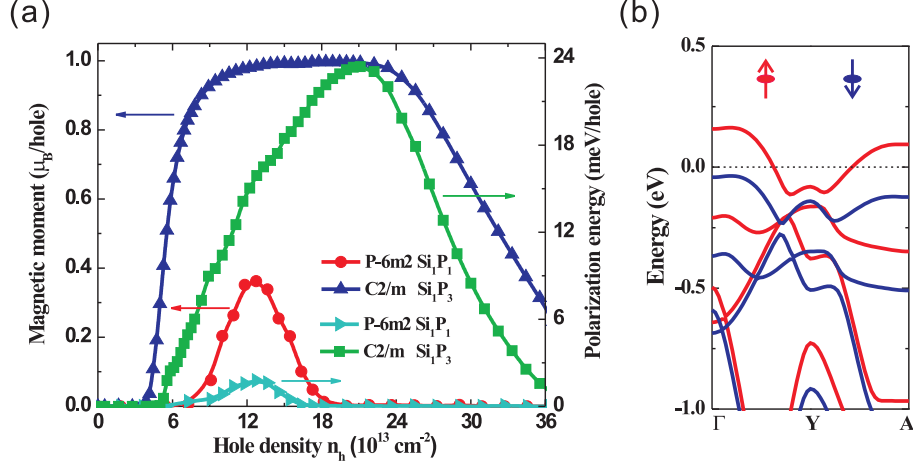 (a)
(b)
Magnetic moment (μB/hole)
1.0
0.8
0.6
0.4
0.2
0.0
24
18
12
6
0
Polarization energy (meV/hole)
P-6m2 Si₁P₁
C2/m Si₁P₃
P-6m2 Si₁P₁
C2/m Si₁P₃
0 6 12 18 24 30 36
Hole density nh (10¹³ cm⁻²)
Energy (eV)
0.5
0.0
-0.5
-1.0
Γ Y A